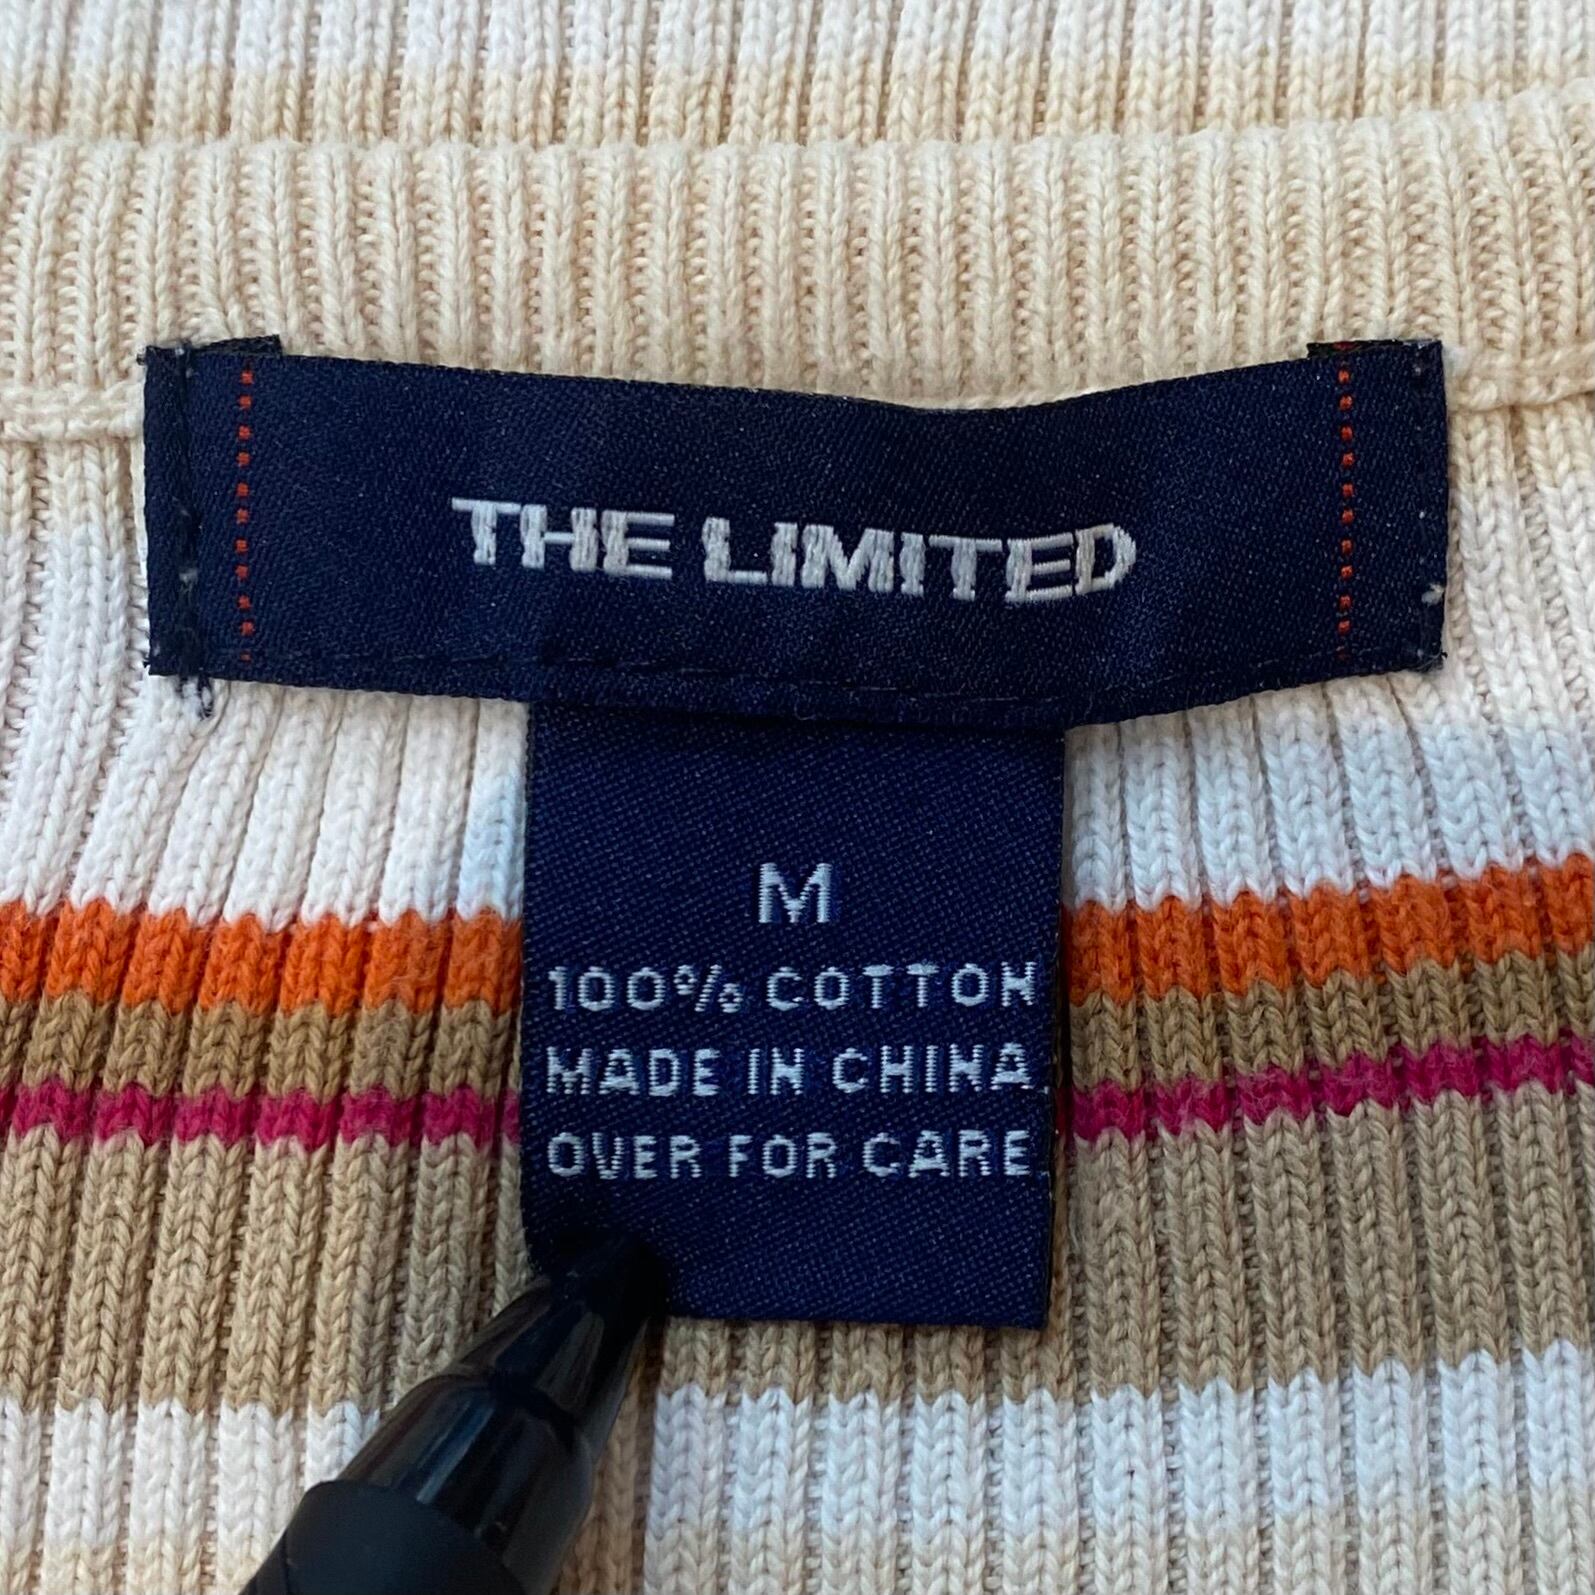 THE LIMITED
M
100% COTTON
MADE IN CHINA
OVER FOR CARE